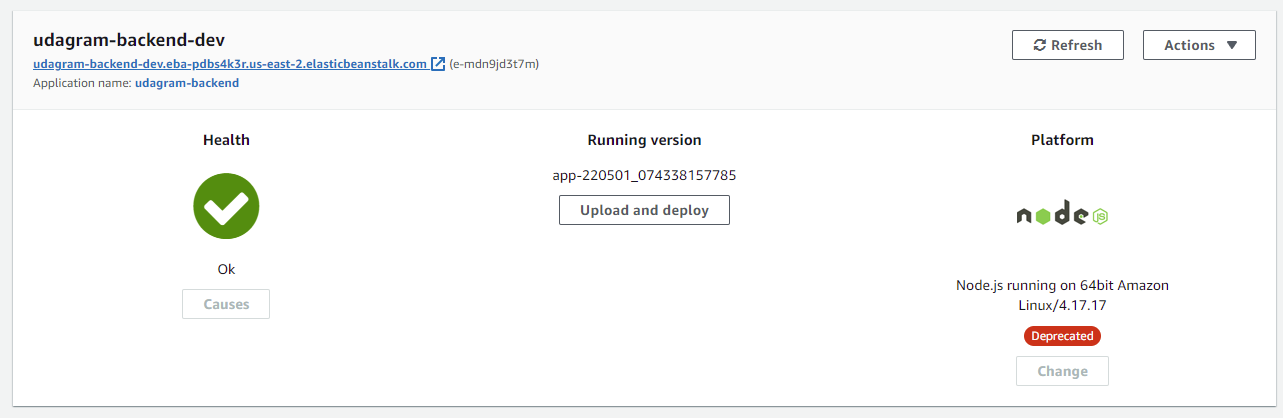 udagram-backend-dev
Refresh
Actions
udagram-backend-dev.eba-pdbs4k3r.us-east-2.elasticbeanstalk.com (e-mdn9jd3t7m)
Application name: udagram-backend
Health
Running version
Platform
app-220501_074338157785
Upload and deploy
node JS
Ok
Causes
Node.js running on 64bit Amazon
Linux/4.17.17
Deprecated
Change